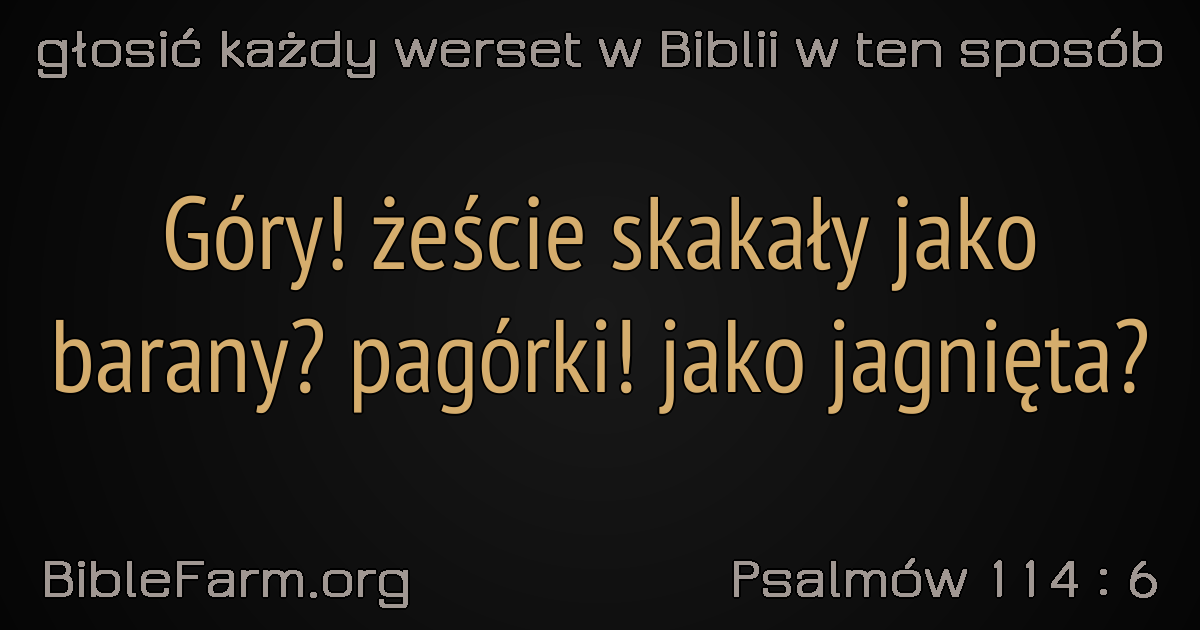 głosić każdy werset w Biblii w ten sposób
Góry! żeście skakały jako
barany? pagórki! jako jagnięta?
BibleFarm.org
Psalmów 114 : 6